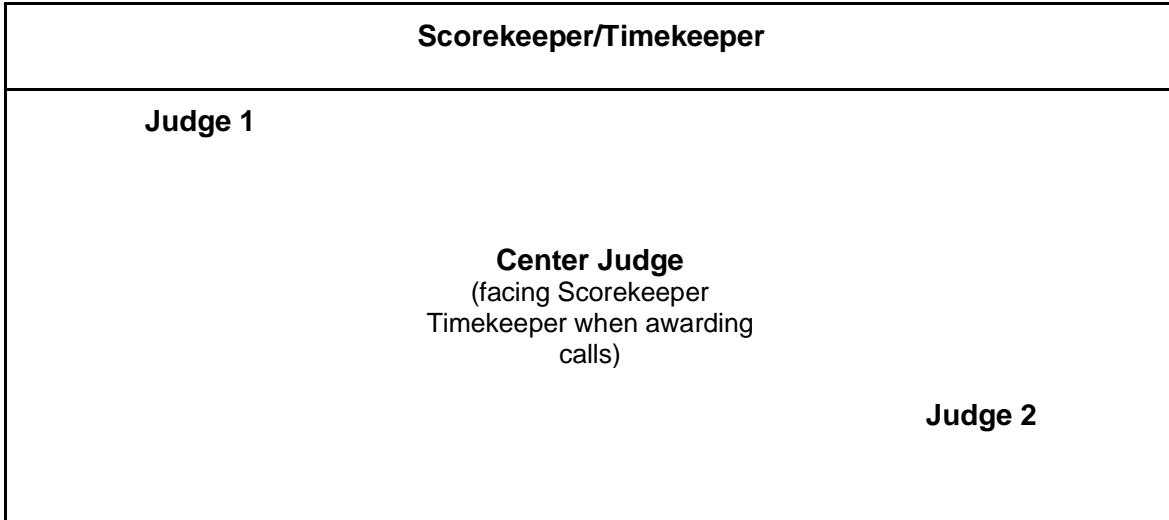 Scorekeeper/Timekeeper
Judge 1
Center Judge
(facing Scorekeeper
Timekeeper when awarding
calls)
Judge 2